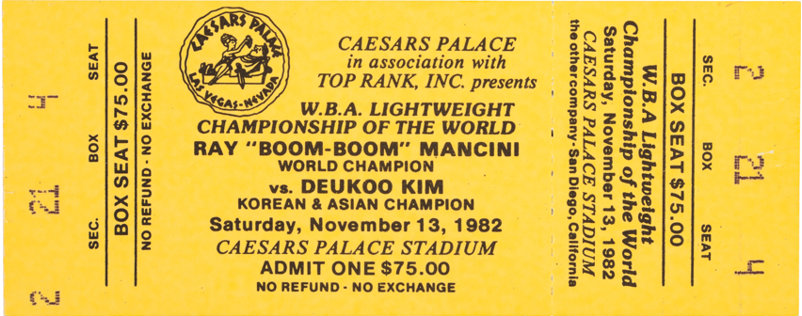 2 21 4
SEC. BOX SEAT
BOX SEAT $75.00
NO REFUND - NO EXCHANGE
CAESARS PALACE
LAS VEGAS-NEVADA
CAESARS PALACE
in association with
TOP RANK, INC. presents
W.B.A. LIGHTWEIGHT
CHAMPIONSHIP OF THE WORLD
RAY "BOOM-BOOM" MANCINI
WORLD CHAMPION
vs. DEUKOO KIM
KOREAN & ASIAN CHAMPION
Saturday, November 13, 1982
CAESARS PALACE STADIUM
ADMIT ONE $75.00
NO REFUND - NO EXCHANGE
2 21 4
SEC. BOX SEAT
BOX SEAT $75.00
W.B.A Lightweight
Championship of the World
Saturday, November 13, 1982
CAESARS PALACE STADIUM
the other company - San Diego, California